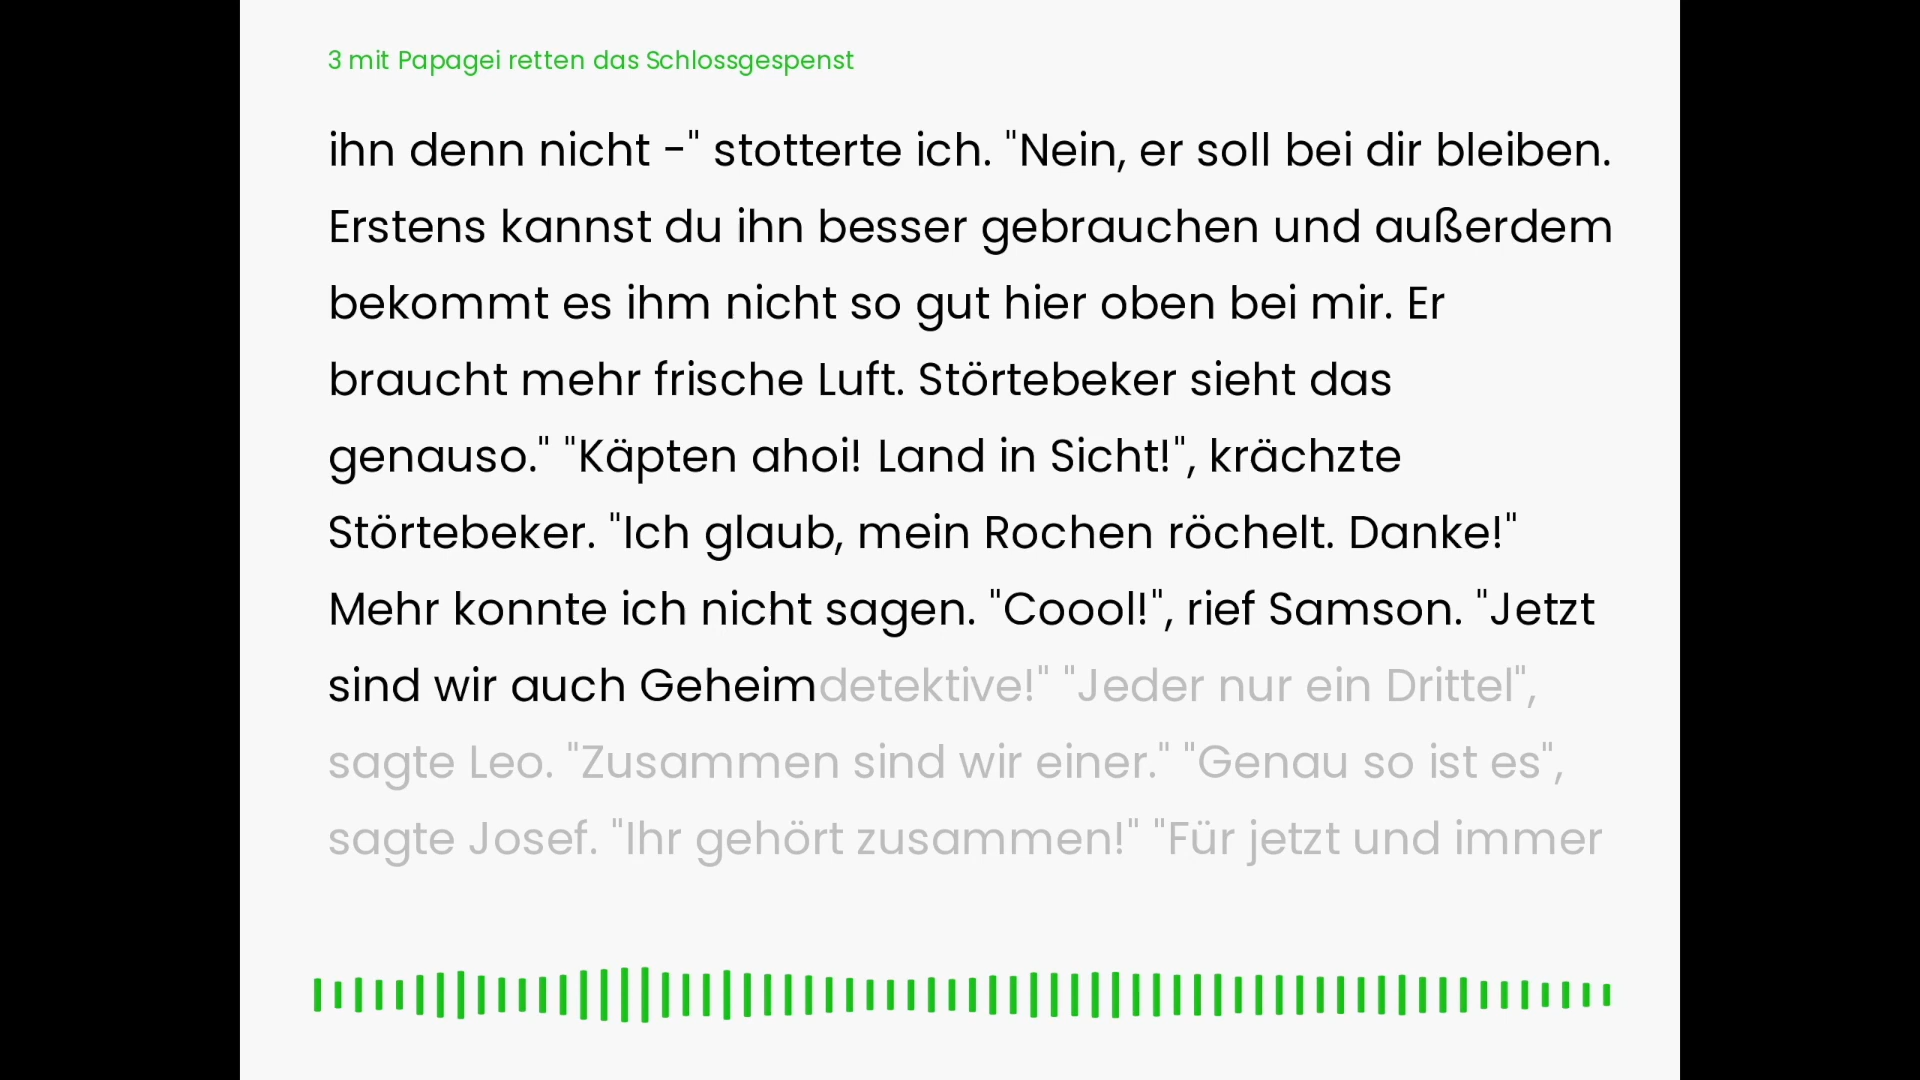 3 mit Papagei retten das Schlossgespenst
ihn denn nicht -" stotterte ich. "Nein, er soll bei dir bleiben.
Erstens kannst du ihn besser gebrauchen und außerdem
bekommt es ihm nicht so gut hier oben bei mir. Er
braucht mehr frische Luft. Störtebeker sieht das
genauso." "Käpten ahoi! Land in Sicht!", krächzte
Störtebeker. "Ich glaub, mein Rochen röchelt. Danke!"
Mehr konnte ich nicht sagen. "Coool!", rief Samson. "Jetzt
sind wir auch Geheimdetektive!" "Jeder nur ein Drittel",
sagte Leo. "Zusammen sind wir einer." "Genau so ist es",
sagte Josef. "Ihr gehört zusammen!" "Für jetzt und immer